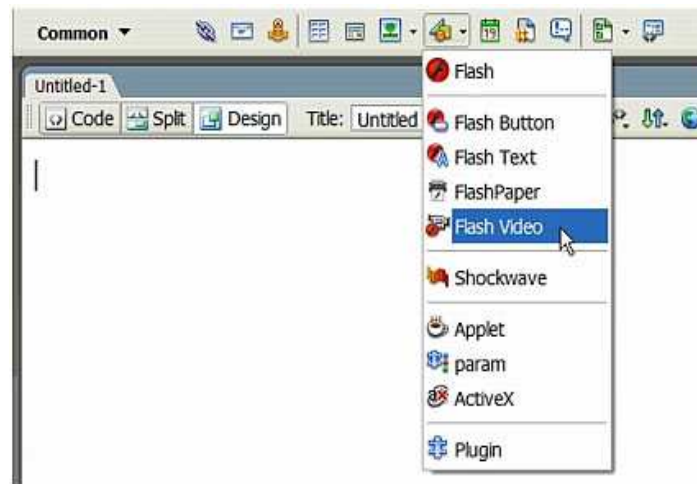 Common
19
Untitled-1
Code Split Design Title: Untitled
Flash
Flash Button
Flash Text
FlashPaper
Flash Video
Shockwave
Applet
param
ActiveX
Plugin